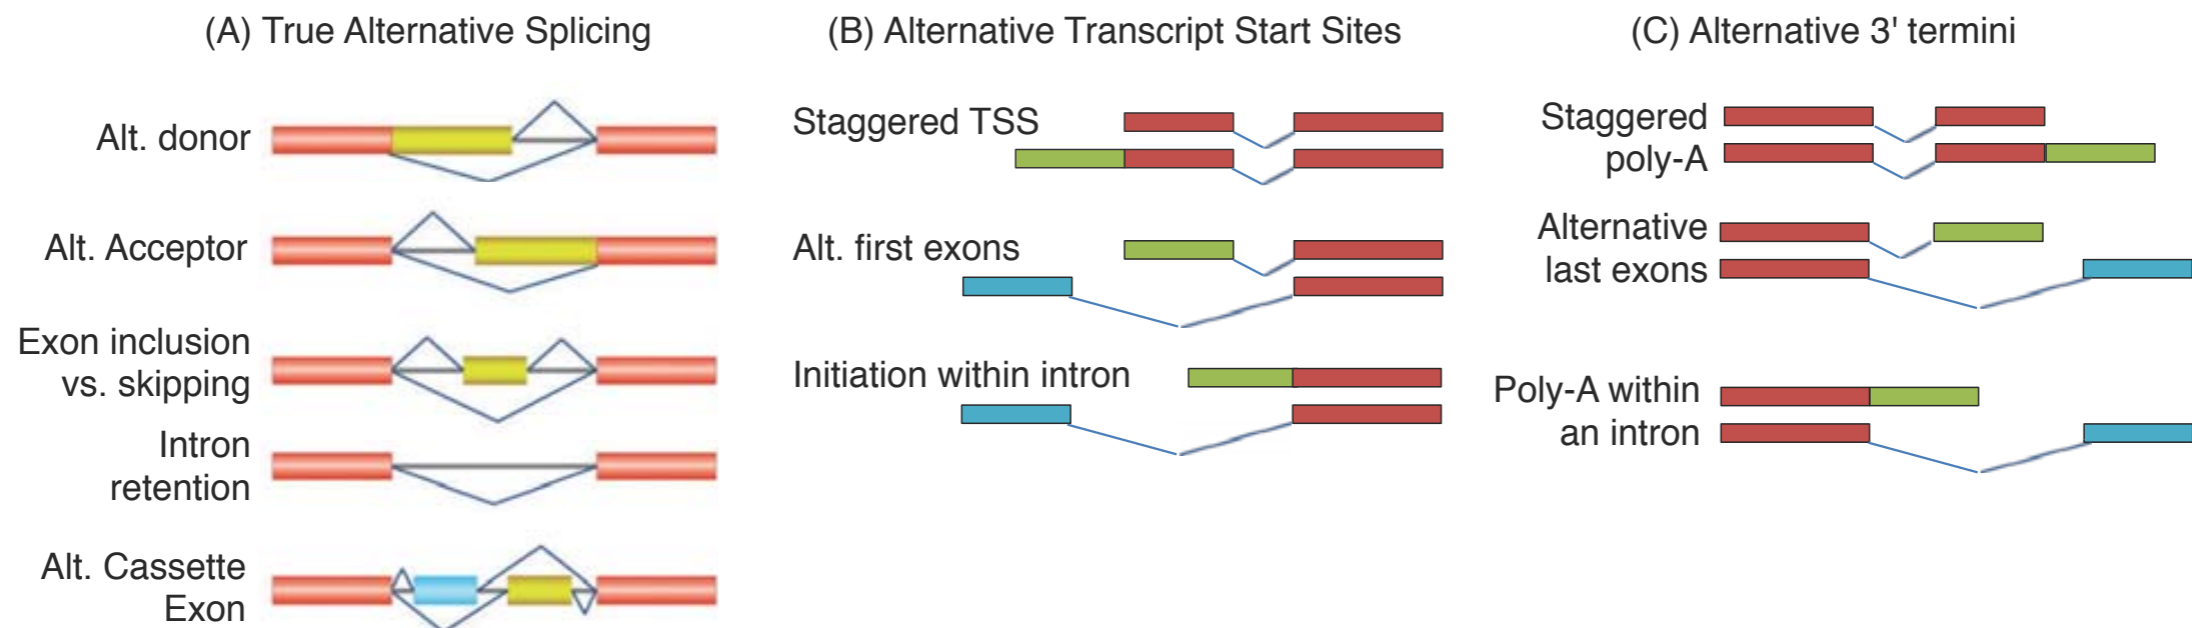 (A) True Alternative Splicing
Alt. donor
Alt. Acceptor
Exon inclusion
vs. skipping
Intron
retention
Alt. Cassette
Exon
(B) Alternative Transcript Start Sites
Staggered TSS
Alt. first exons
Initiation within intron
(C) Alternative 3' termini
Staggered
poly-A
Alternative
last exons
Poly-A within
an intron